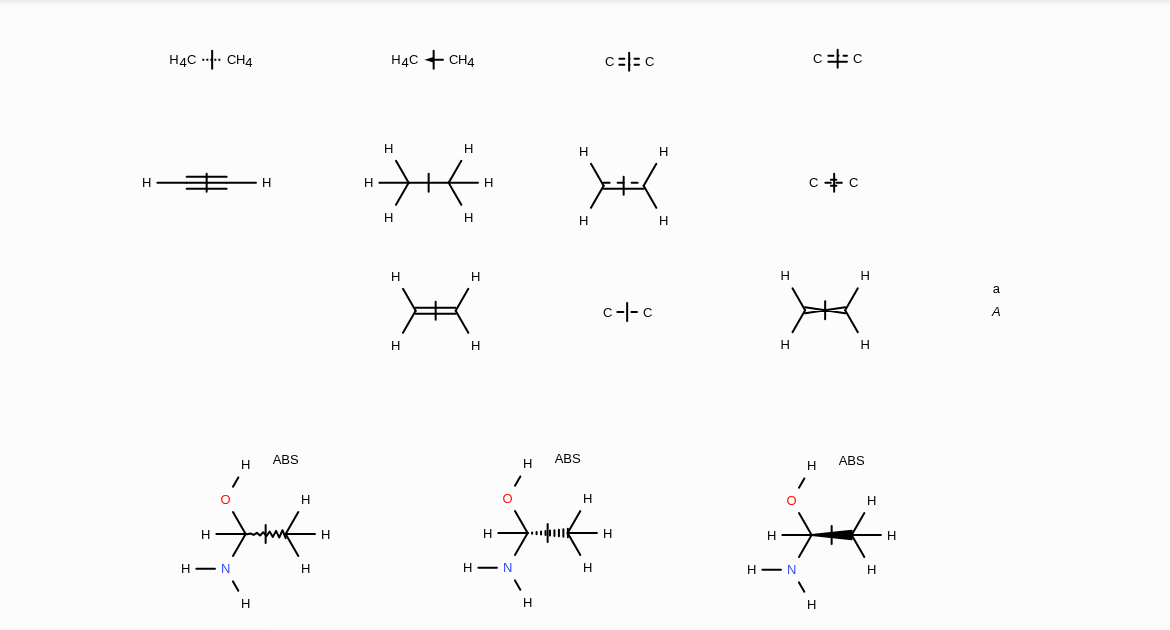 H4C CH4 H4C CH4 C C C C
H H H H
H H H H C C
H H H H
H H H H
a
H H C C H H A
H ABS H ABS H ABS
O H O H O H
H H H H H H
H N H H N H H N H
H H H